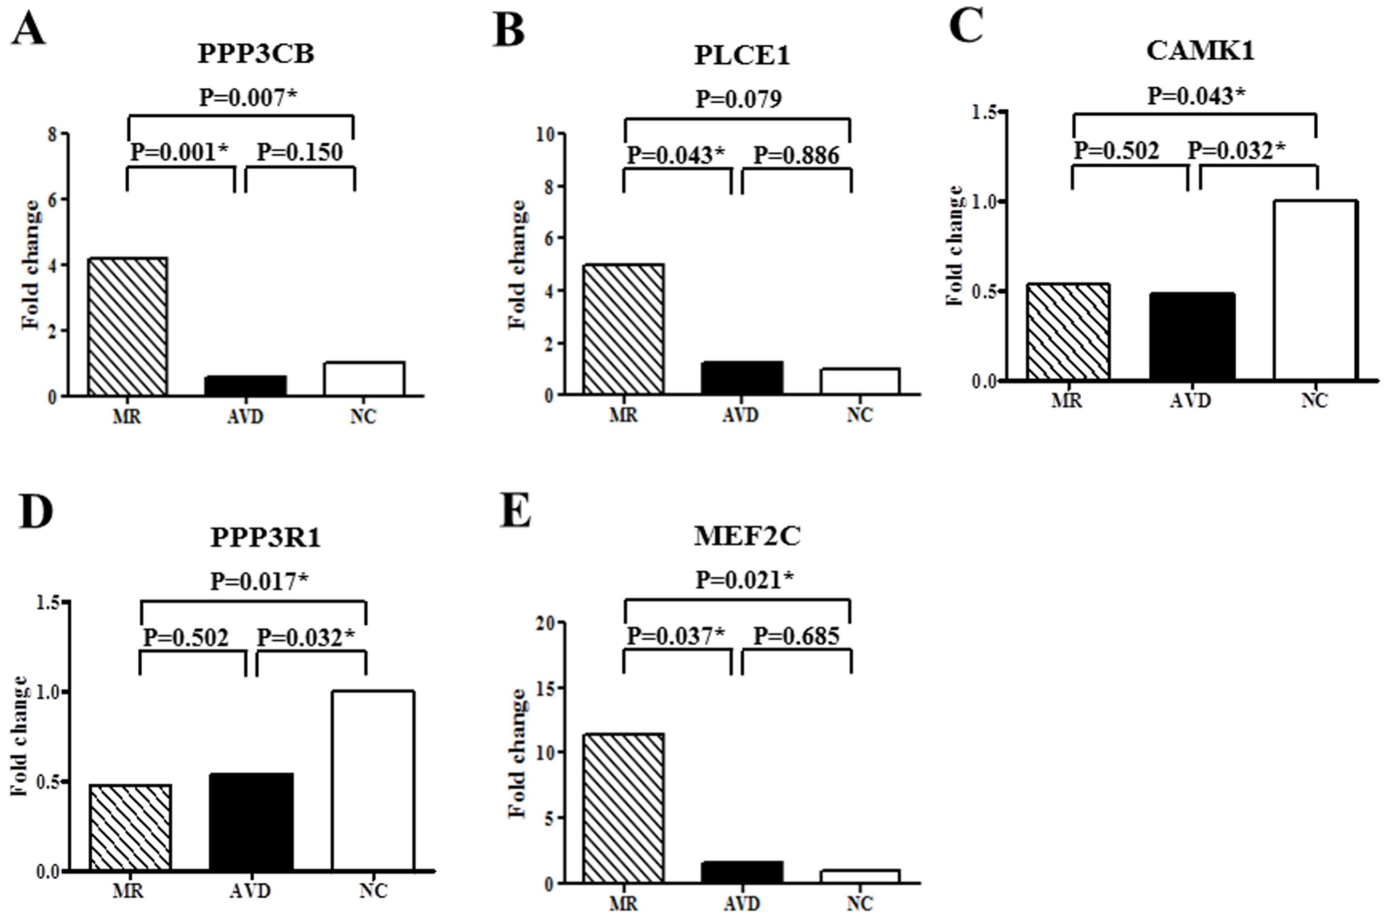 A
PPP3CB
P=0.007*
P=0.001*
P=0.150
Fold change
8
6
4
2
0
MR
AVD
NC
B
PLCE1
P=0.079
P=0.043*
P=0.886
Fold change
10
8
6
4
2
0
MR
AVD
NC
C
CAMK1
P=0.043*
P=0.502
P=0.032*
Fold change
1.5
1.0
0.5
0.0
MR
AVD
NC
D
PPP3R1
P=0.017*
P=0.502
P=0.032*
Fold change
1.5
1.0
0.5
0.0
MR
AVD
NC
E
MEF2C
P=0.021*
P=0.037*
P=0.685
Fold change
20
15
10
5
0
MR
AVD
NC